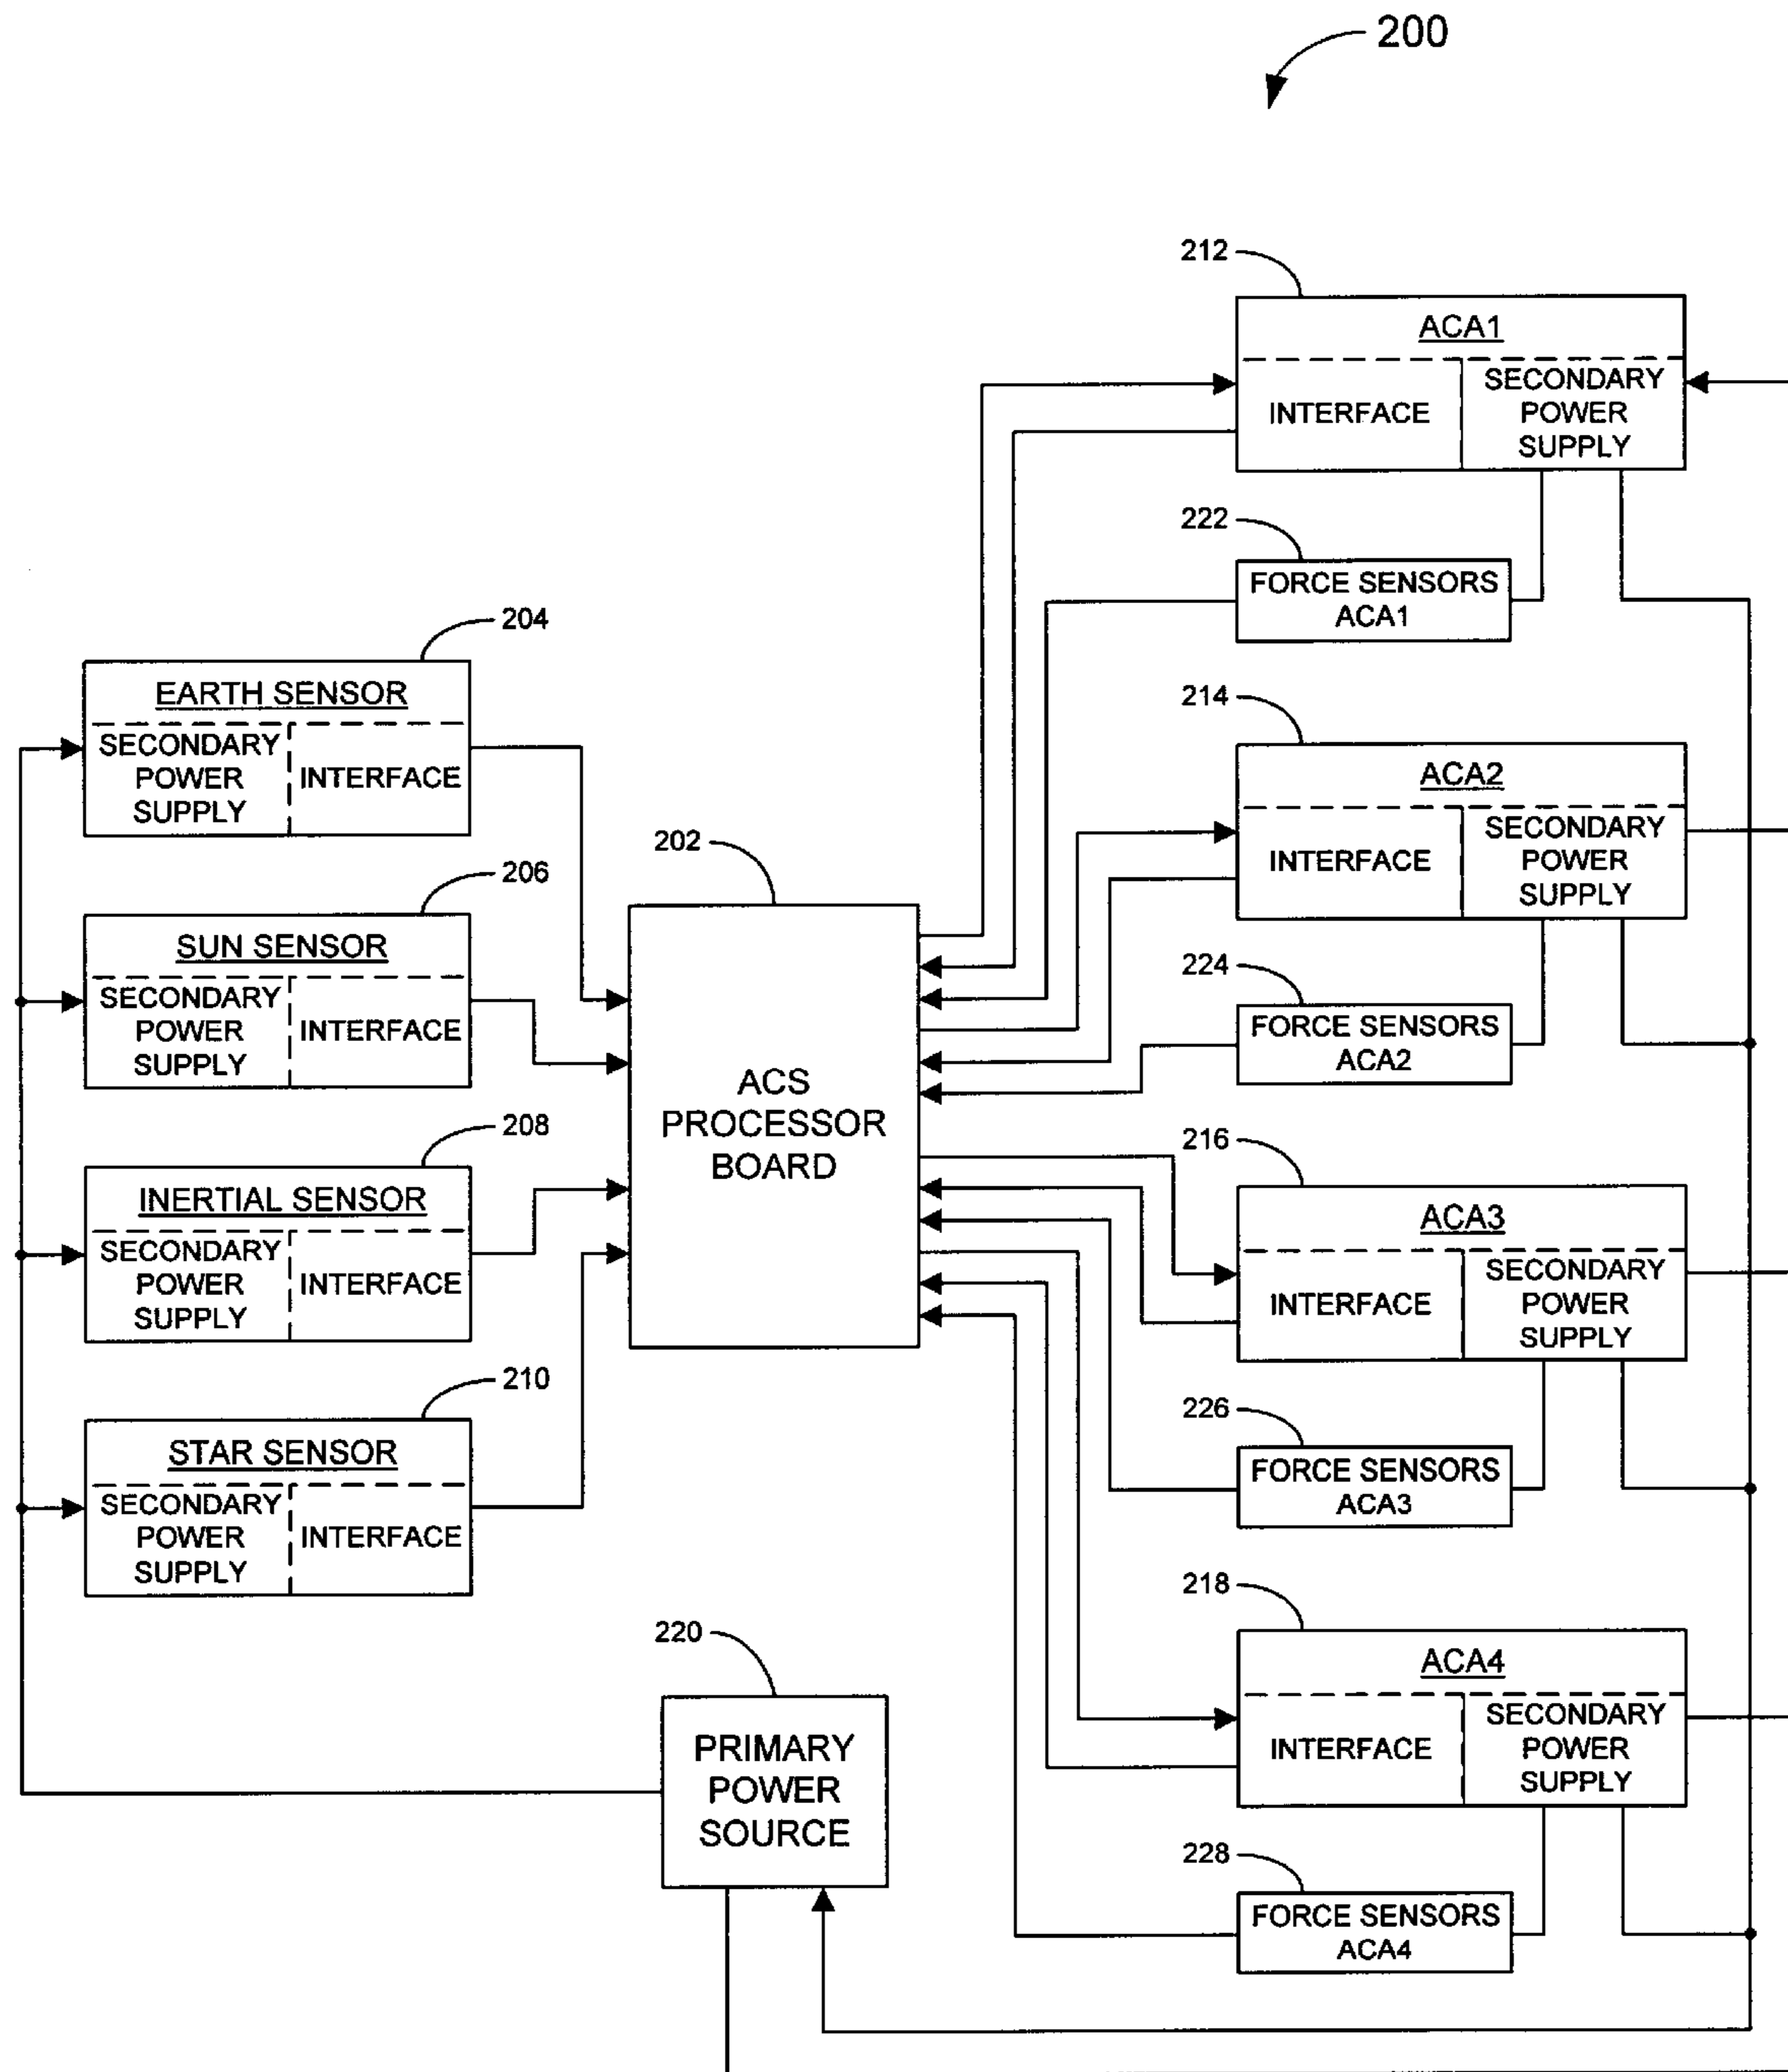 200
212
ACA1
INTERFACE
SECONDARY
POWER
SUPPLY
222
FORCE SENSORS
ACA1
204
EARTH SENSOR
SECONDARY
POWER
SUPPLY
INTERFACE
214
ACA2
INTERFACE
SECONDARY
POWER
SUPPLY
206
SUN SENSOR
SECONDARY
POWER
SUPPLY
INTERFACE
202
ACS
PROCESSOR
BOARD
224
FORCE SENSORS
ACA2
208
INERTIAL SENSOR
SECONDARY
POWER
SUPPLY
INTERFACE
216
ACA3
INTERFACE
SECONDARY
POWER
SUPPLY
210
STAR SENSOR
SECONDARY
POWER
SUPPLY
INTERFACE
226
FORCE SENSORS
ACA3
218
ACA4
INTERFACE
SECONDARY
POWER
SUPPLY
220
PRIMARY
POWER
SOURCE
228
FORCE SENSORS
ACA4